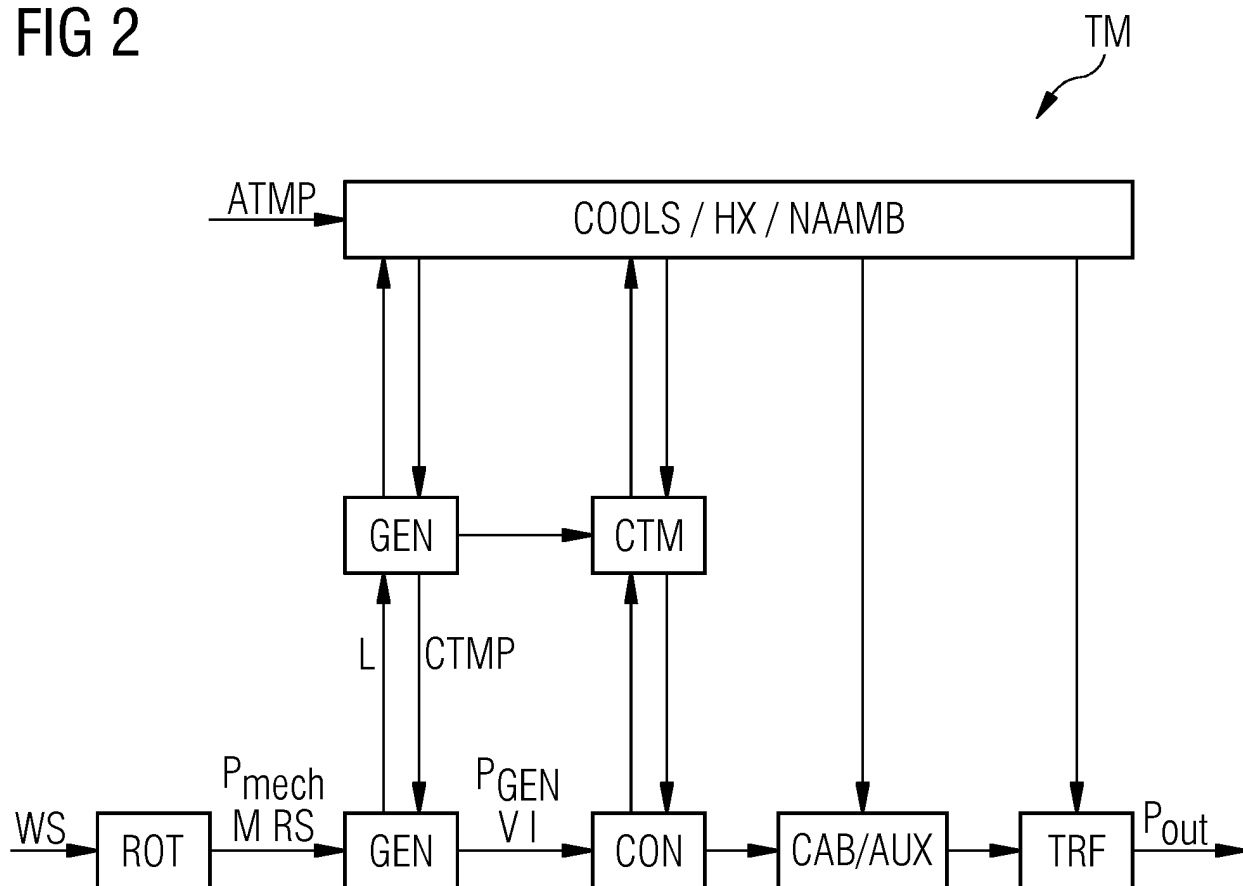 FIG 2
TM
ATMP
COOLS / HX / NAAMB
GEN
CTM
L
CTMP
Pmech
M RS
PGEN
V I
WS
ROT
GEN
CON
CAB/AUX
TRF
Pout